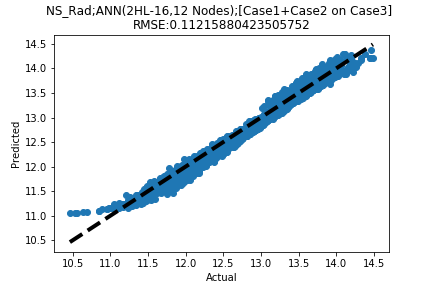 NS_Rad;ANN(2HL-16,12 Nodes);[Case1+Case2 on Case3]
RMSE:0.11215880423505752
14.5
14.0
13.5
13.0
12.5
12.0
11.5
11.0
10.5
Predicted
10.5 11.0 11.5 12.0 12.5 13.0 13.5 14.0 14.5
Actual